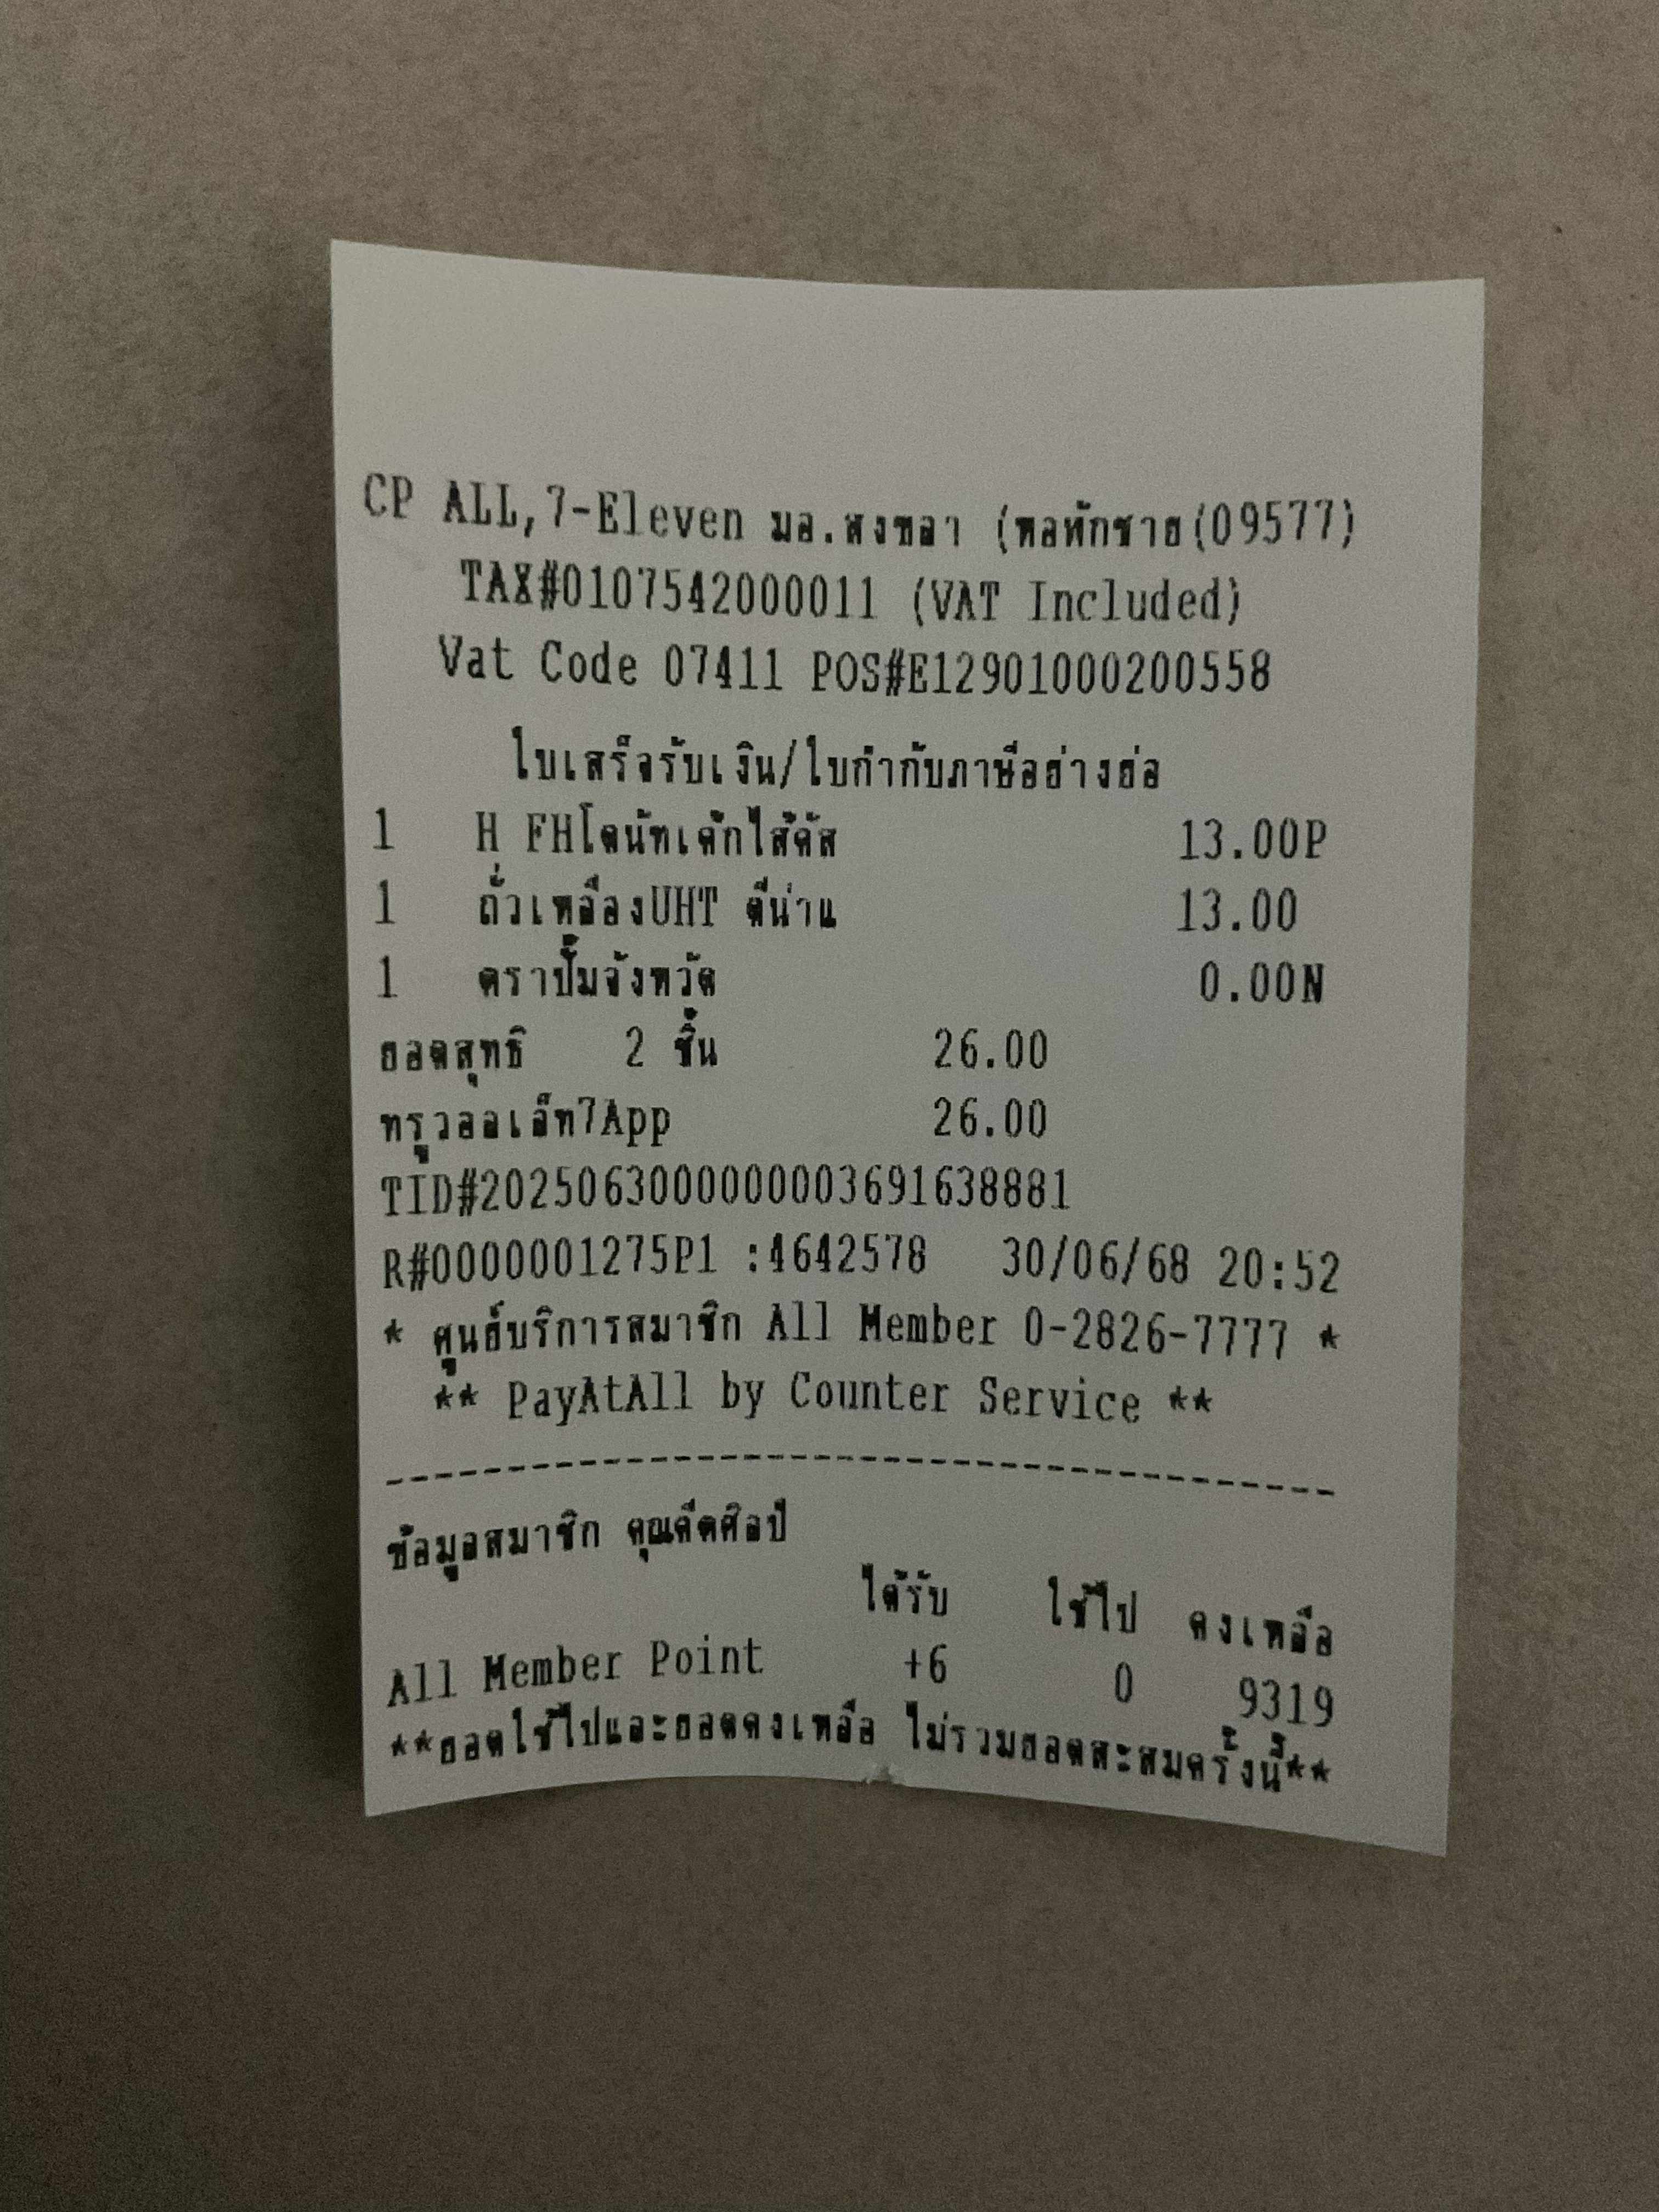 CP ALL,7-Eleven มอ.สงขลา (หอพักชาย(09577)
TAX#0107542000011 (VAT Included)
Vat Code 07411 POS#E12901000200558
ใบเสร็จรับเงิน/ใบกำกับภาษีอย่างย่อ
1 H FHโดนัทเค้กไส้คัส 13.00P
1 ถั่วเหลืองUHT ดีน่าแ 13.00
1 ตราปั๊มจังหวัด 0.00N
ยอดสุทธิ 2 ชิ้น 26.00
ทรูวอลเล็ท7App 26.00
TID#2025063000000003691638881
R#0000001275P1 :4642578 30/06/68 20:52
* ศูนย์บริการสมาชิก All Member 0-2826-7777 *
** PayAtAll by Counter Service **
--------------------------------------
ข้อมูลสมาชิก คุณคีตศิลป์
ได้รับ ใช้ไป คงเหลือ
All Member Point +6 0 9319
**ยอดใช้ไปและยอดคงเหลือ ไม่รวมยอดสะสมครั้งนี้**